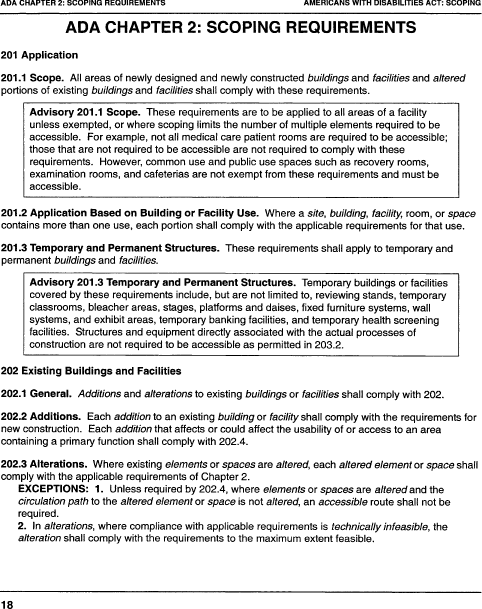 ADA CHAPTER 2: SCOPING REQUIREMENTS AMERICANS WITH DISABILITIES ACT: SCOPING
ADA CHAPTER 2: SCOPING REQUIREMENTS
201 Application
201.1 Scope. All areas of newly designed and newly constructed buildings and facilities and altered
portions of existing buildings and facilities shall comply with these requirements.
Advisory 201.1 Scope. These requirements are to be applied to all areas of a facility
unless exempted, or where scoping limits the number of multiple elements required to be
accessible. For example, not all medical care patient rooms are required to be accessible;
those that are not required to be accessible are not required to comply with these
requirements. However, common use and public use spaces such as recovery rooms,
examination rooms, and cafeterias are not exempt from these requirements and must be
accessible.
201.2 Application Based on Building or Facility Use. Where a site, building, facility, room, or space
contains more than one use, each portion shall comply with the applicable requirements for that use.
201.3 Temporary and Permanent Structures. These requirements shall apply to temporary and
permanent buildings and facilities.
Advisory 201.3 Temporary and Permanent Structures. Temporary buildings or facilities
covered by these requirements include, but are not limited to, reviewing stands, temporary
classrooms, bleacher areas, stages, platforms and daises, fixed furniture systems, wall
systems, and exhibit areas, temporary banking facilities, and temporary health screening
facilities. Structures and equipment directly associated with the actual processes of
construction are not required to be accessible as permitted in 203.2.
202 Existing Buildings and Facilities
202.1 General. Additions and alterations to existing buildings or facilities shall comply with 202.
202.2 Additions. Each addition to an existing building or facility shall comply with the requirements for
new construction. Each addition that affects or could affect the usability of or access to an area
containing a primary function shall comply with 202.4.
202.3 Alterations. Where existing elements or spaces are altered, each altered element or space shall
comply with the applicable requirements of Chapter 2.
EXCEPTIONS: 1. Unless required by 202.4, where elements or spaces are altered and the
circulation path to the altered element or space is not altered, an accessible route shall not be
required.
2. In alterations, where compliance with applicable requirements is technically infeasible, the
alteration shall comply with the requirements to the maximum extent feasible.
18